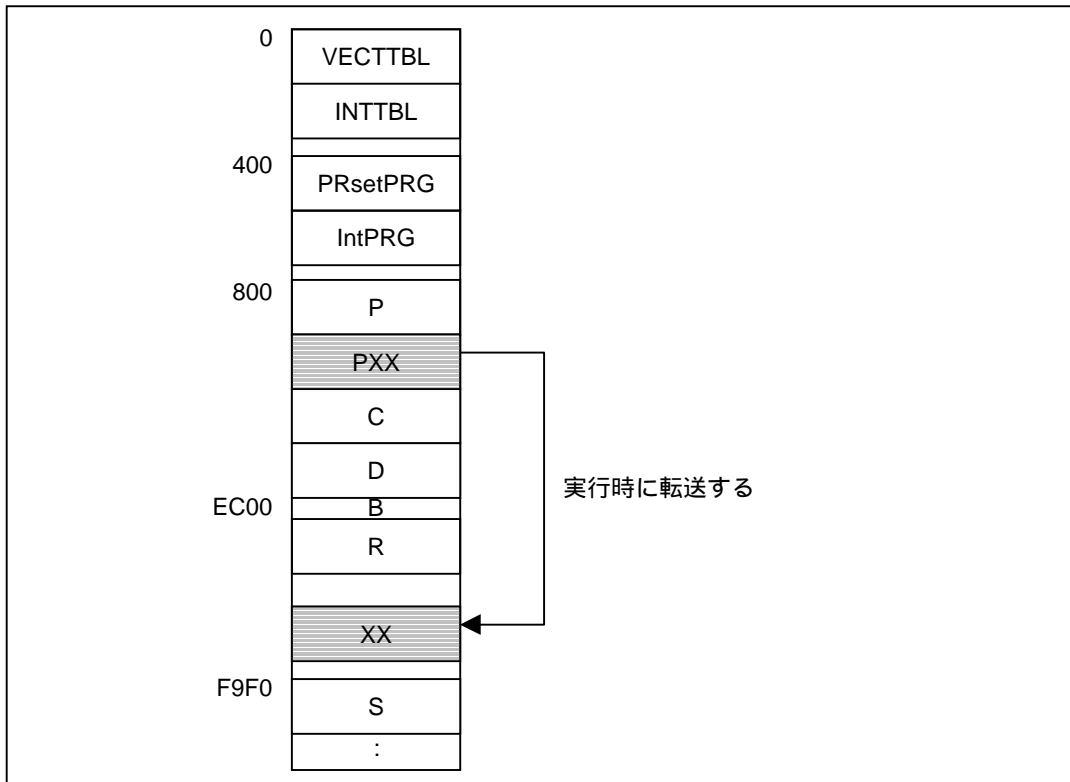 0
VECTTBL
INTTBL
400
PRsetPRG
IntPRG
800
P
PXX
C
D
実行時に転送する
EC00
B
R
XX
F9F0
S
: